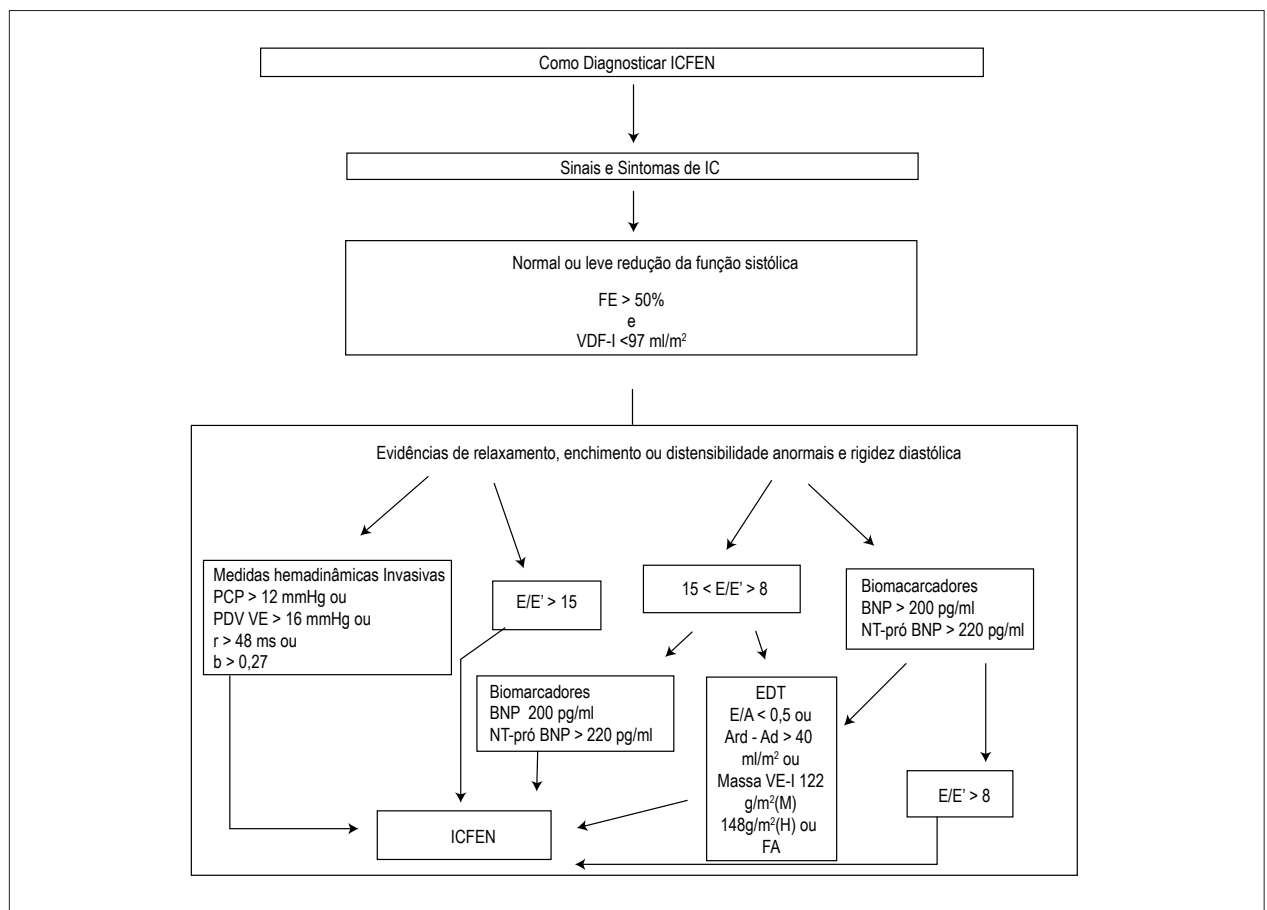 Como Diagnosticar ICFEN
Sinais e Sintomas de IC
Normal ou leve redução da função sistólica
FE > 50%
e
VDF-I <97 ml/m²
Evidências de relaxamento, enchimento ou distensibilidade anormais e rigidez diastólica
Medidas hemadinâmicas Invasivas
PCP > 12 mmHg ou
PDV VE > 16 mmHg ou
r > 48 ms ou
b > 0,27
E/E' > 15
15 < E/E' > 8
Biomacarcadores
BNP > 200 pg/ml
NT-pró BNP > 220 pg/ml
Biomarcadores
BNP 200 pg/ml
NT-pró BNP > 220 pg/ml
EDT
E/A < 0,5 ou
Ard - Ad > 40
ml/m² ou
Massa VE-I 122
g/m²(M)
148g/m²(H) ou
FA
E/E' > 8
ICFEN